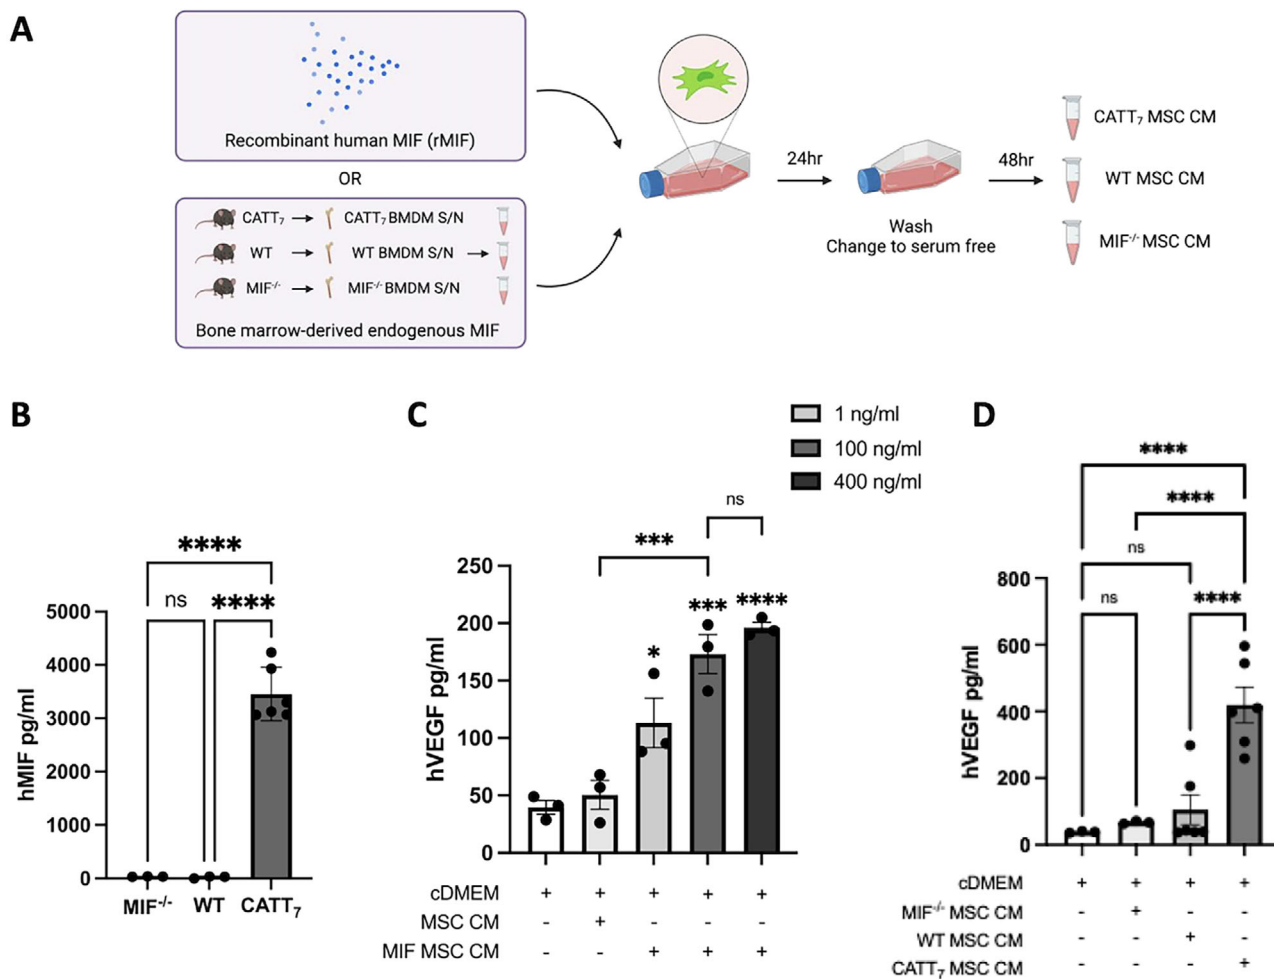 A
Recombinant human MIF (rMIF)
OR
CATT7 BMDM S/N
CATT7
WT
WT BMDM S/N
MIF-/-
MIF-/- BMDM S/N
Bone marrow-derived endogenous MIF
24hr
48hr
Wash
Change to serum free
CATT7 MSC CM
WT MSC CM
MIF-/- MSC CM
B
****
ns ****
hMIF pg/ml
5000
4000
3000
2000
1000
0
MIF-/- WT CATT7
C
1 ng/ml
100 ng/ml
400 ng/ml
ns
***
* *** ****
hVEGF pg/ml
250
200
150
100
50
0
cDMEM + + + + +
MSC CM - + - - -
MIF MSC CM - - + + +
D
****
****
ns
ns ****
hVEGF pg/ml
800
600
400
200
0
cDMEM + + + +
MIF-/- MSC CM - + - -
WT MSC CM - - + -
CATT7 MSC CM - - - +